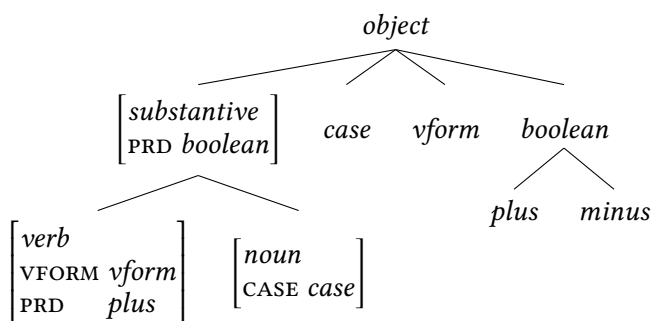 object
substantive
PRD boolean
case
vform
boolean
plus
minus
verb
VFORM vform
PRD plus
noun
CASE case